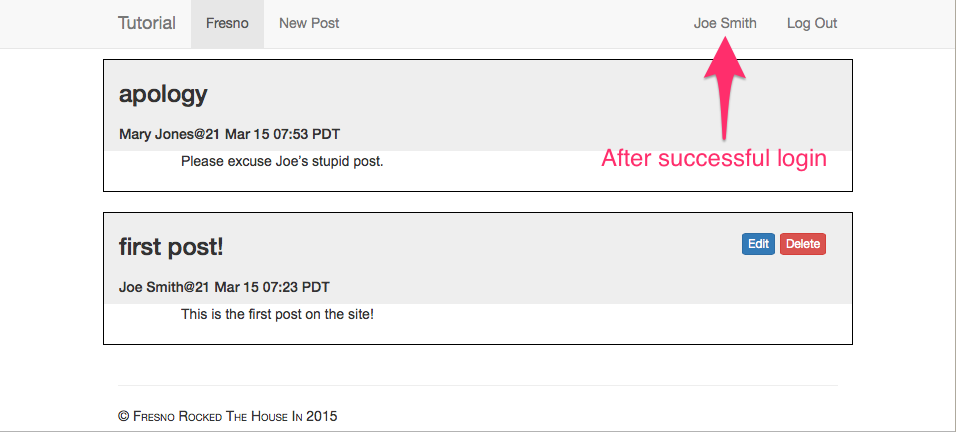 Tutorial Fresno New Post Joe Smith Log Out
apology
Mary Jones@21 Mar 15 07:53 PDT
Please excuse Joe's stupid post.
After successful login
first post!
Edit Delete
Joe Smith@21 Mar 15 07:23 PDT
This is the first post on the site!
© Fresno Rocked The House In 2015